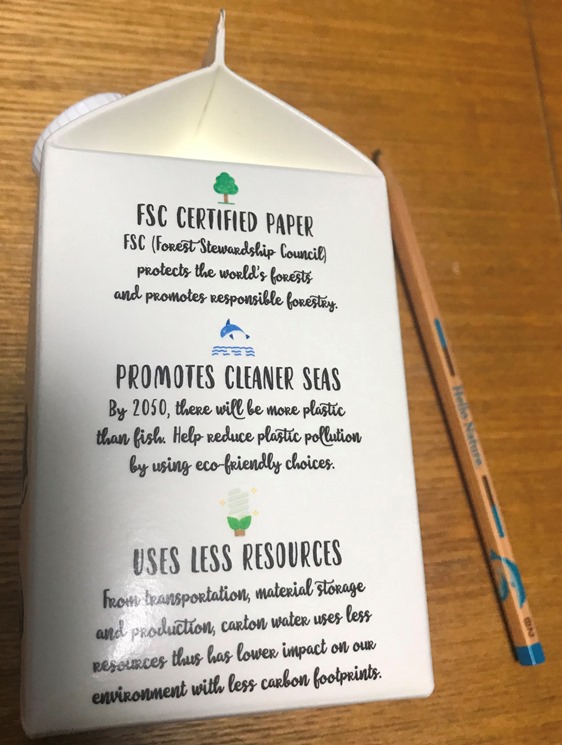 FSC CERTIFIED PAPER
FSC (Forest Stewardship Council)
protects the world's forests
and promotes responsible forestry.
PROMOTES CLEANER SEAS
By 2050, there will be more plastic
than fish. Help reduce plastic pollution
by using eco-friendly choices.
USES LESS RESOURCES
From transportation, material storage
and production, carton water uses less
resources thus has lower impact on our
environment with less carbon footprints.
Hello Nature
2B